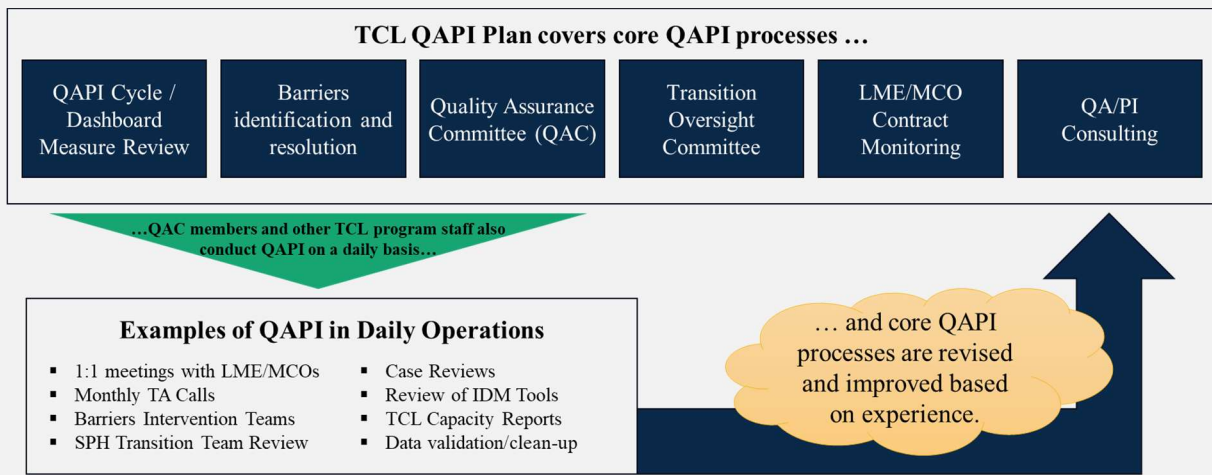 TCL QAPI Plan covers core QAPI processes …
QAPI Cycle /
Dashboard
Measure Review
Barriers
identification and
resolution
Quality Assurance
Committee (QAC)
Transition
Oversight
Committee
LME/MCO
Contract
Monitoring
QA/PI
Consulting
…QAC members and other TCL program staff also
conduct QAPI on a daily basis…
Examples of QAPI in Daily Operations
▪ 1:1 meetings with LME/MCOs
▪ Monthly TA Calls
▪ Barriers Intervention Teams
▪ SPH Transition Team Review
▪ Case Reviews
▪ Review of IDM Tools
▪ TCL Capacity Reports
▪ Data validation/clean-up
… and core QAPI
processes are revised
and improved based
on experience.